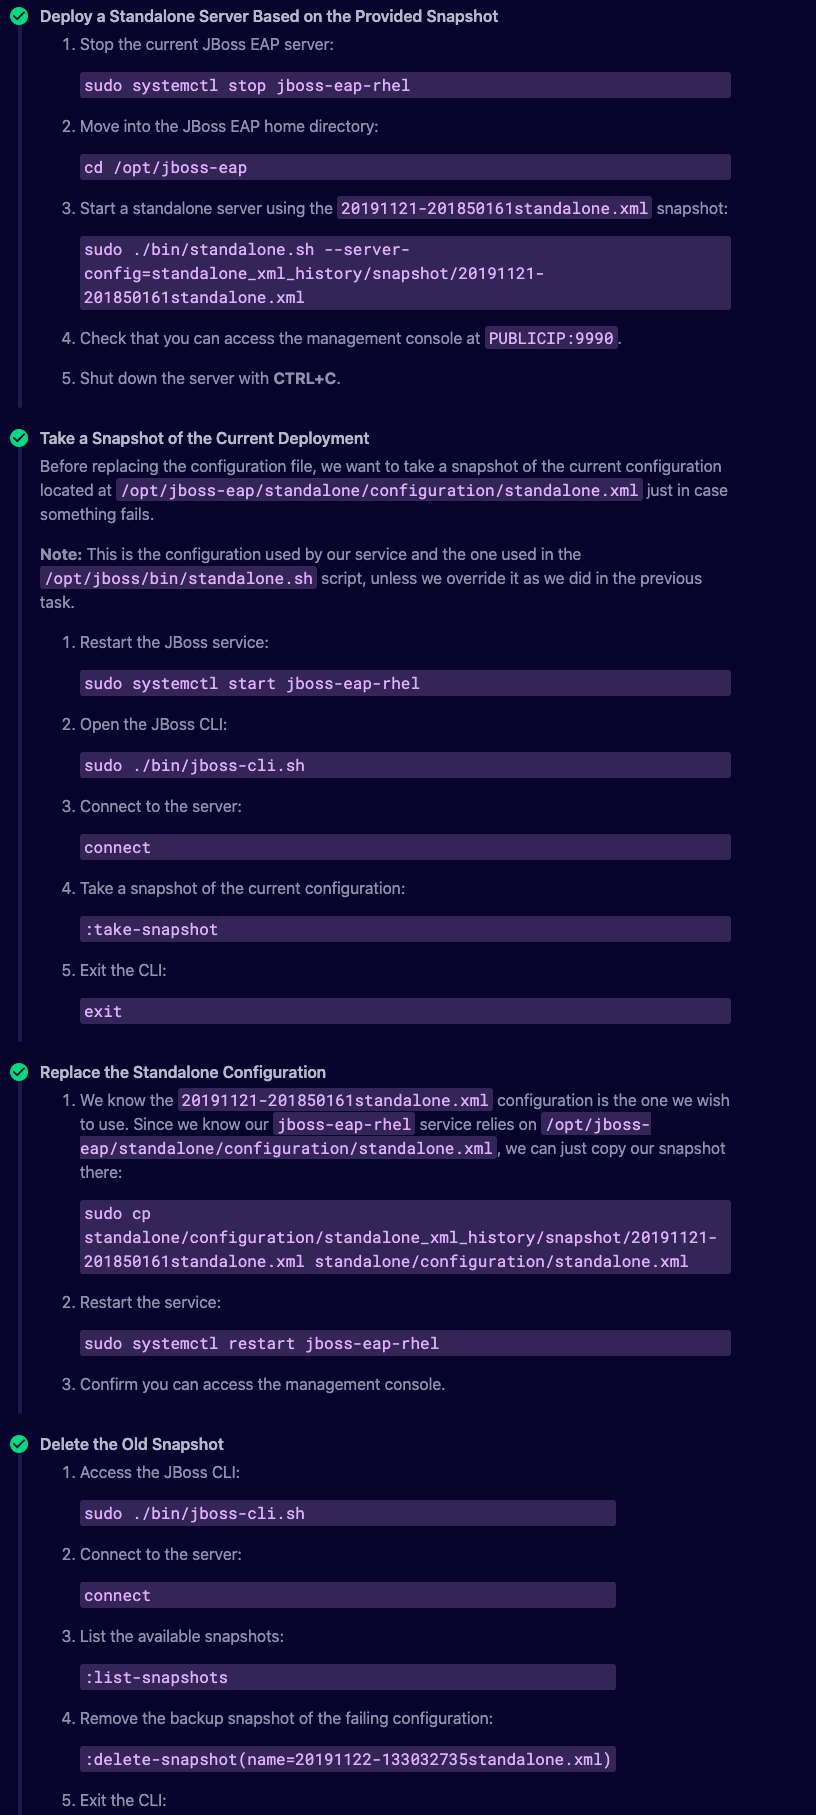 Deploy a Standalone Server Based on the Provided Snapshot
1. Stop the current JBoss EAP server:
sudo systemctl stop jboss-eap-rhel
2. Move into the JBoss EAP home directory:
cd /opt/jboss-eap
3. Start a standalone server using the 20191121-201850161standalone.xml snapshot:
sudo ./bin/standalone.sh --server-
config=standalone_xml_history/snapshot/20191121-
201850161standalone.xml
4. Check that you can access the management console at PUBLICIP:9990.
5. Shut down the server with CTRL+C.
Take a Snapshot of the Current Deployment
Before replacing the configuration file, we want to take a snapshot of the current configuration
located at /opt/jboss-eap/standalone/configuration/standalone.xml just in case
something fails.
Note: This is the configuration used by our service and the one used in the
/opt/jboss/bin/standalone.sh script, unless we override it as we did in the previous
task.
1. Restart the JBoss service:
sudo systemctl start jboss-eap-rhel
2. Open the JBoss CLI:
sudo ./bin/jboss-cli.sh
3. Connect to the server:
connect
4. Take a snapshot of the current configuration:
:take-snapshot
5. Exit the CLI:
exit
Replace the Standalone Configuration
1. We know the 20191121-201850161standalone.xml configuration is the one we wish
to use. Since we know our jboss-eap-rhel service relies on /opt/jboss-
eap/standalone/configuration/standalone.xml, we can just copy our snapshot
there:
sudo cp
standalone/configuration/standalone_xml_history/snapshot/20191121-
201850161standalone.xml standalone/configuration/standalone.xml
2. Restart the service:
sudo systemctl restart jboss-eap-rhel
3. Confirm you can access the management console.
Delete the Old Snapshot
1. Access the JBoss CLI:
sudo ./bin/jboss-cli.sh
2. Connect to the server:
connect
3. List the available snapshots:
:list-snapshots
4. Remove the backup snapshot of the failing configuration:
:delete-snapshot(name=20191122-133032735standalone.xml)
5. Exit the CLI: